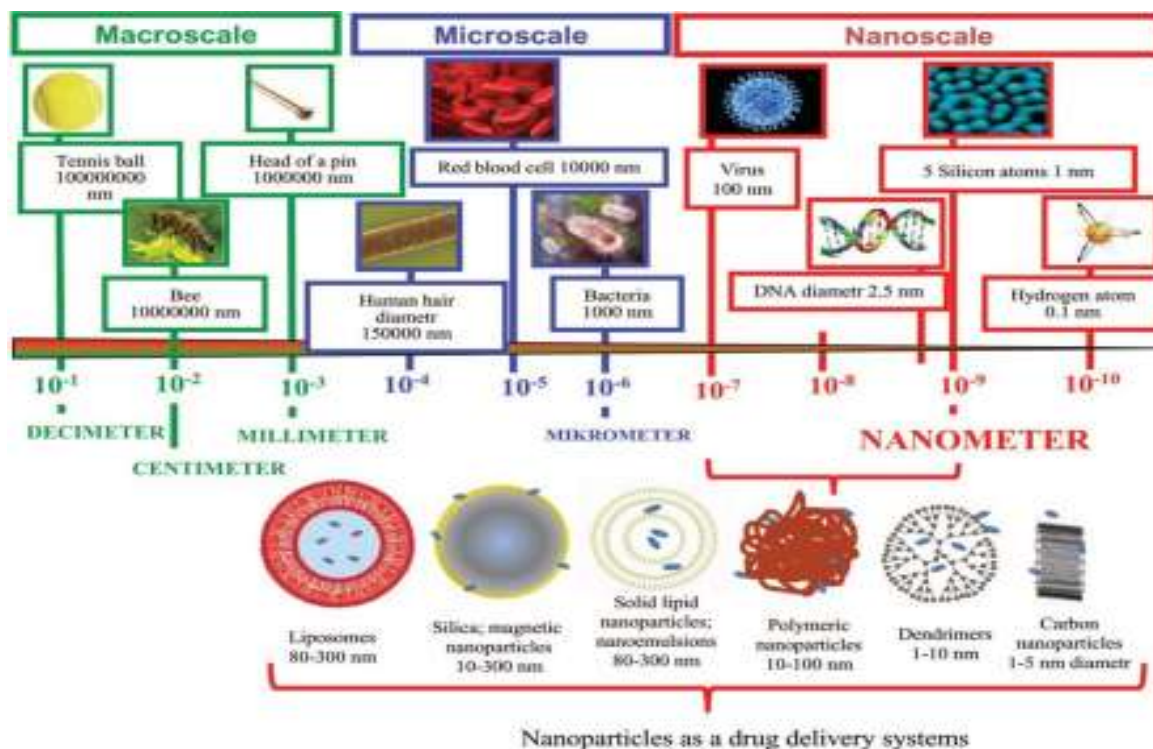 Macroscale
Microscale
Nanoscale
Tennis ball
100000000
nm
Head of a pin
1000000 nm
Red blood cell 10000 nm
Virus
100 nm
5 Silicon atoms 1 nm
Bee
10000000 nm
Human hair
diametr
150000 nm
Bacteria
1000 nm
DNA diametr 2,5 nm
Hydrogen atom
0.1 nm
10-1
10-2
10-3
10-4
10-5
10-6
10-7
10-8
10-9
10-10
DECIMETER
MILLIMETER
MIKROMETER
NANOMETER
CENTIMETER
Liposomes
80-300 nm
Silica; magnetic
nanoparticles
10-300 nm
Solid lipid
nanoparticles;
nanoemulsions
80-300 nm
Polymeric
nanoparticles
10-100 nm
Dendrimers
1-10 nm
Carbon
nanoparticles
1-5 nm diametr
Nanoparticles as a drug delivery systems